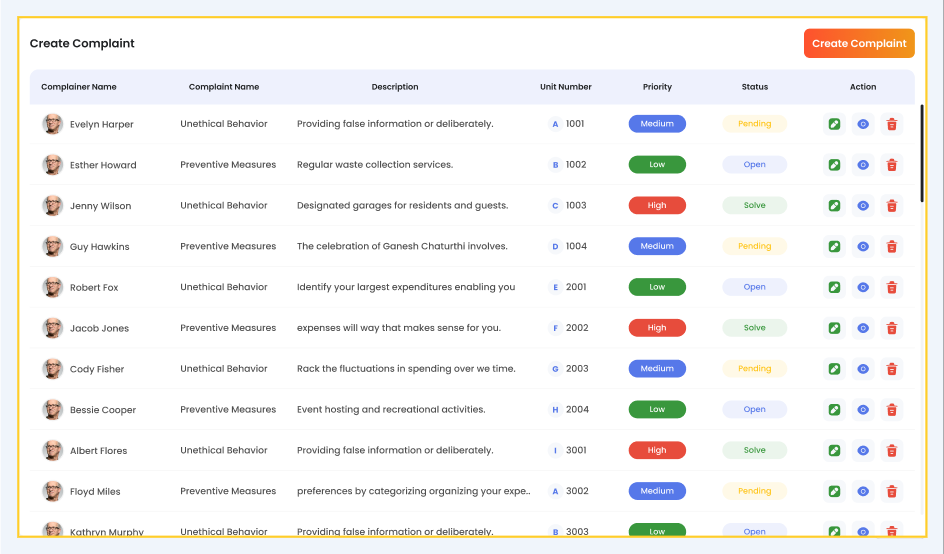 Create Complaint Create Complaint
Complainer Name Complaint Name Description Unit Number Priority Status Action
Evelyn Harper Unethical Behavior Providing false information or deliberately. A 1001 Medium Pending
Esther Howard Preventive Measures Regular waste collection services. B 1002 Low Open
Jenny Wilson Unethical Behavior Designated garages for residents and guests. C 1003 High Solve
Guy Hawkins Preventive Measures The celebration of Ganesh Chaturthi involves. D 1004 Medium Pending
Robert Fox Unethical Behavior Identify your largest expenditures enabling you E 2001 Low Open
Jacob Jones Preventive Measures expenses will way that makes sense for you. F 2002 High Solve
Cody Fisher Unethical Behavior Rack the fluctuations in spending over we time. G 2003 Medium Pending
Bessie Cooper Preventive Measures Event hosting and recreational activities. H 2004 Low Open
Albert Flores Unethical Behavior Providing false information or deliberately. I 3001 High Solve
Floyd Miles Preventive Measures preferences by categorizing organizing your expe.. A 3002 Medium Pending
Kathryn Murphy Unethical Behavior Providing false information or deliberately. B 3003 Low Open